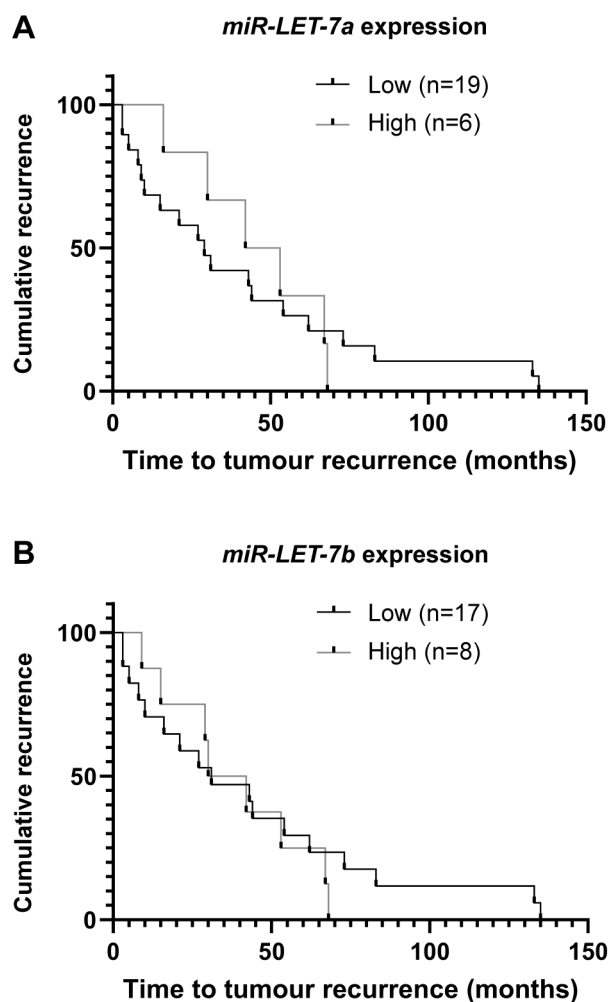 A
miR-LET-7a expression
Low (n=19)
High (n=6)
Cumulative recurrence
100
50
0
0 50 100 150
Time to tumour recurrence (months)
B
miR-LET-7b expression
Low (n=17)
High (n=8)
Cumulative recurrence
100
50
0
0 50 100 150
Time to tumour recurrence (months)